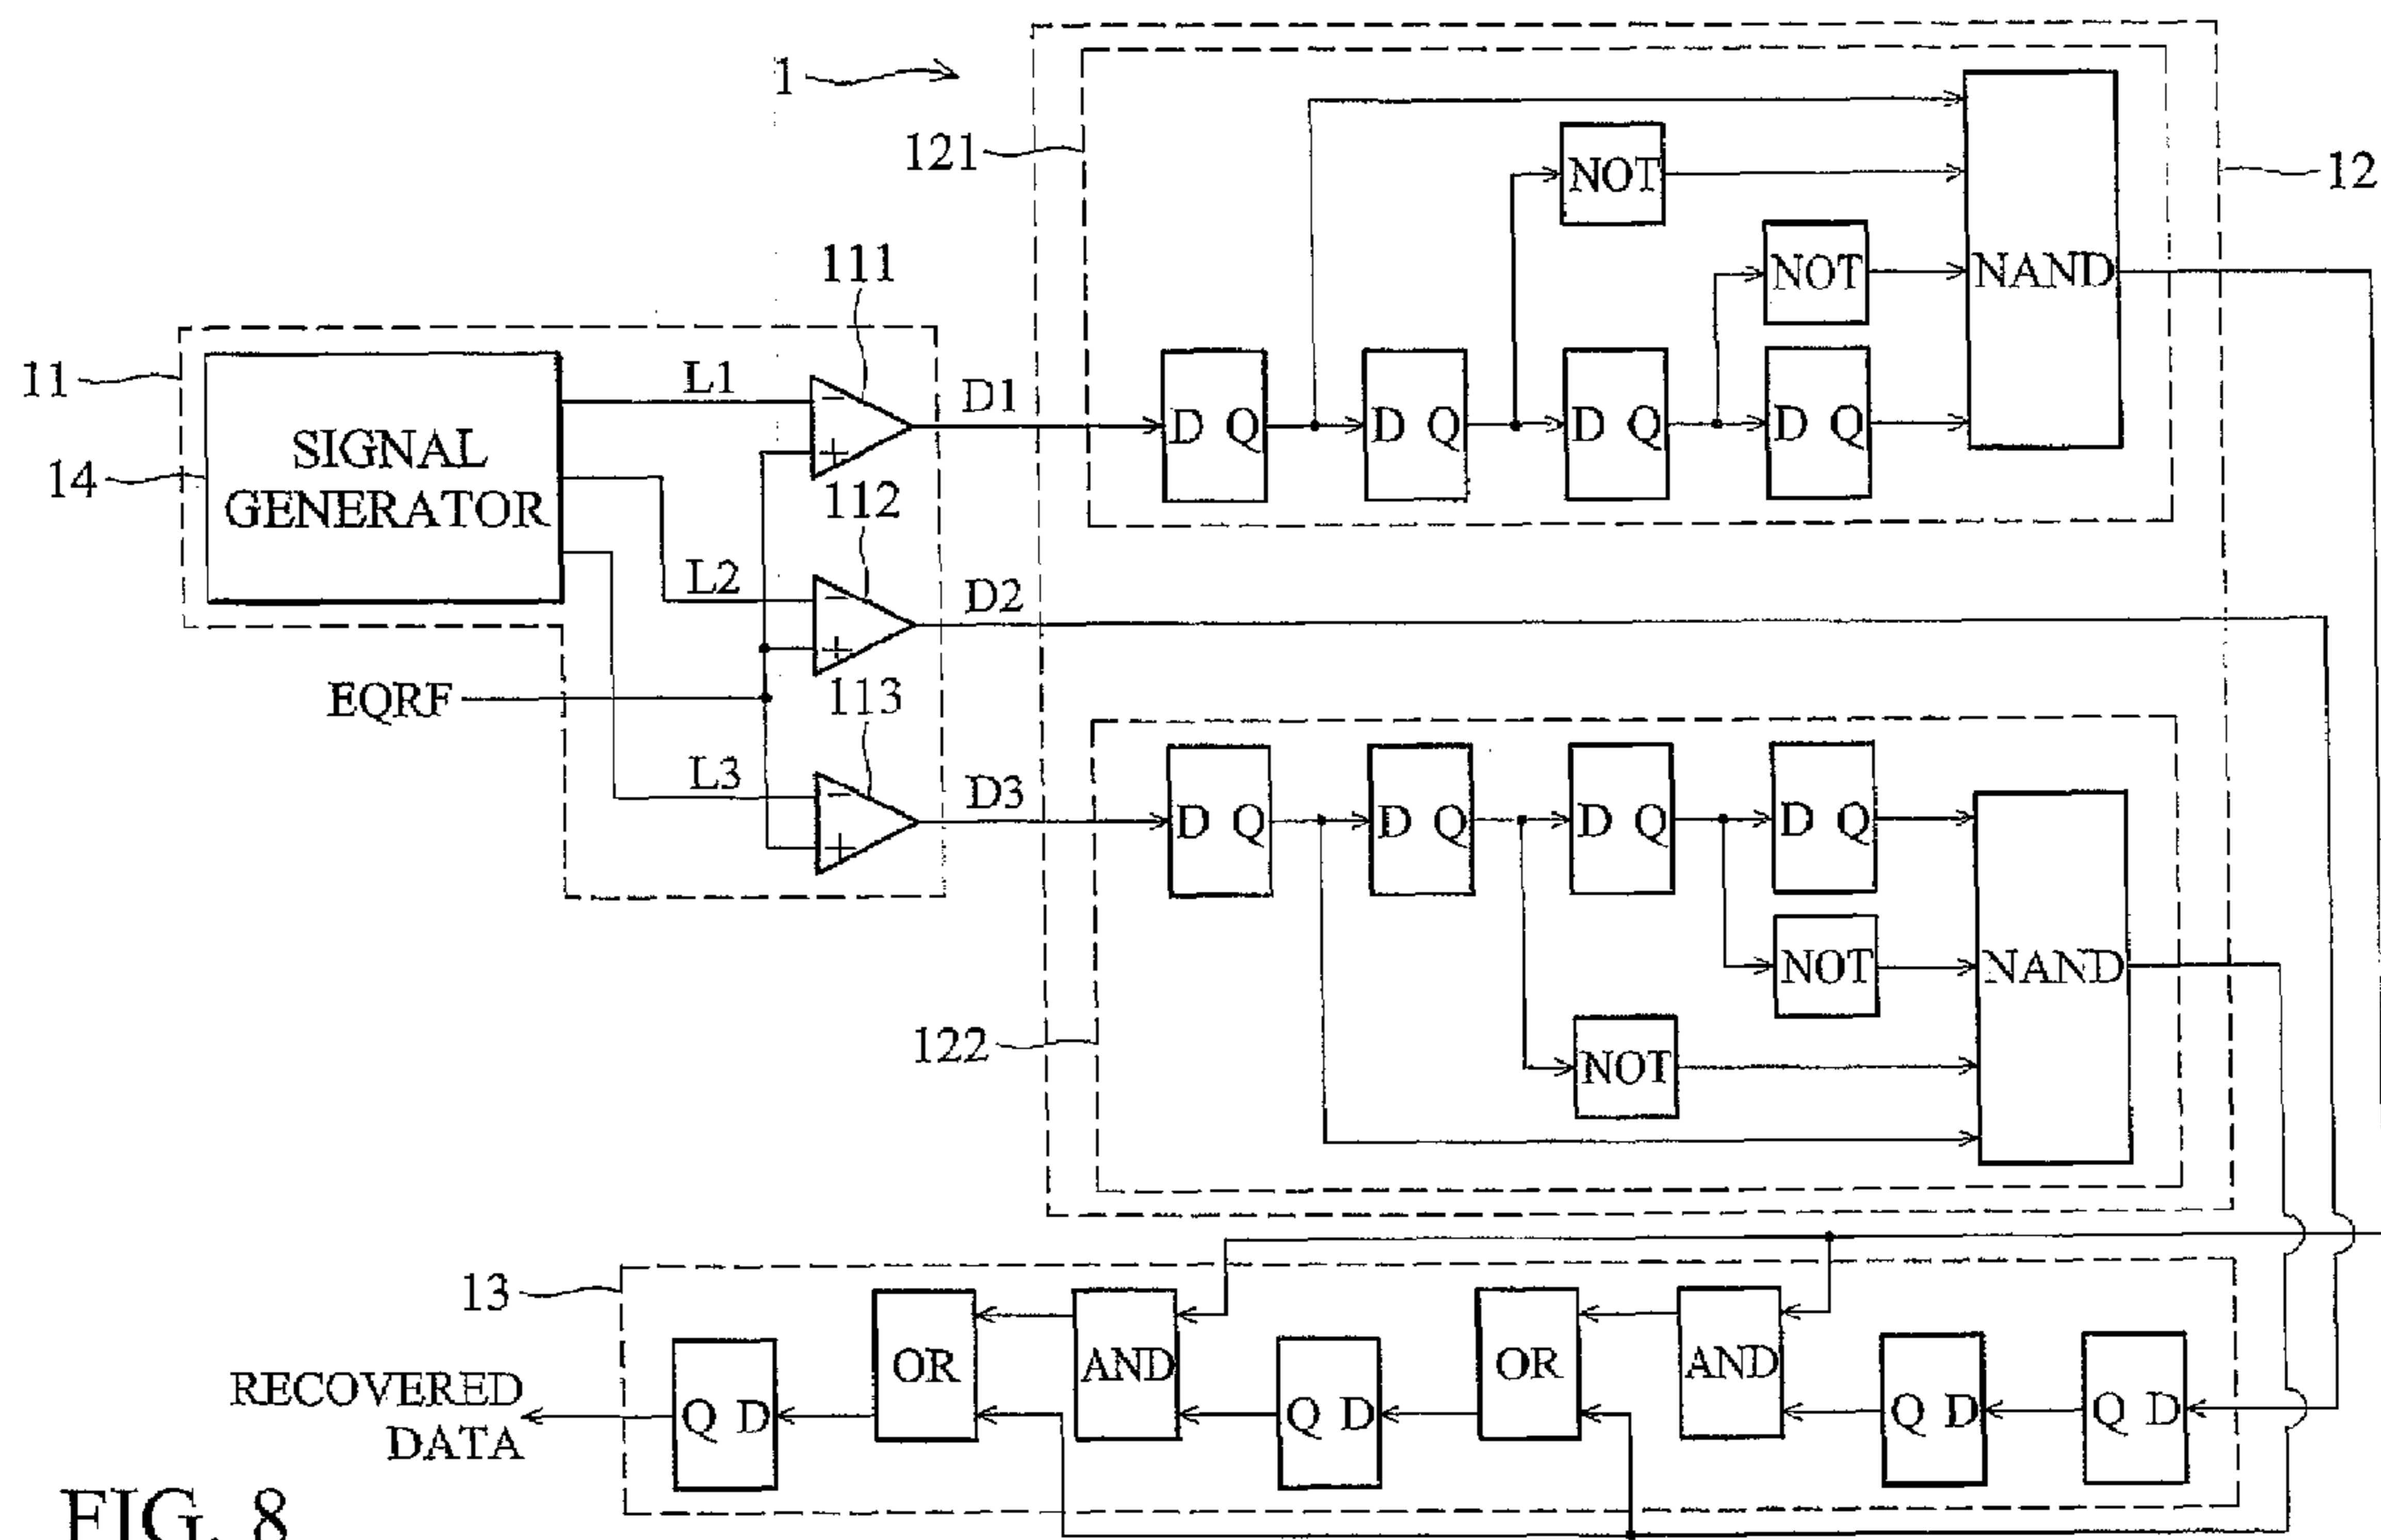 1
121
NOT
12
NOT
NAND
111
11
L1
D1
SIGNAL
GENERATOR
14
−
+
D Q
D Q
D Q
D Q
112
L2
D2
−
+
EQRF
113
L3
D3
−
+
D Q
D Q
D Q
D Q
NOT
NAND
122
NOT
13
OR
AND
OR
AND
RECOVERED
DATA
Q D
Q D
Q D
Q D
FIG. 8